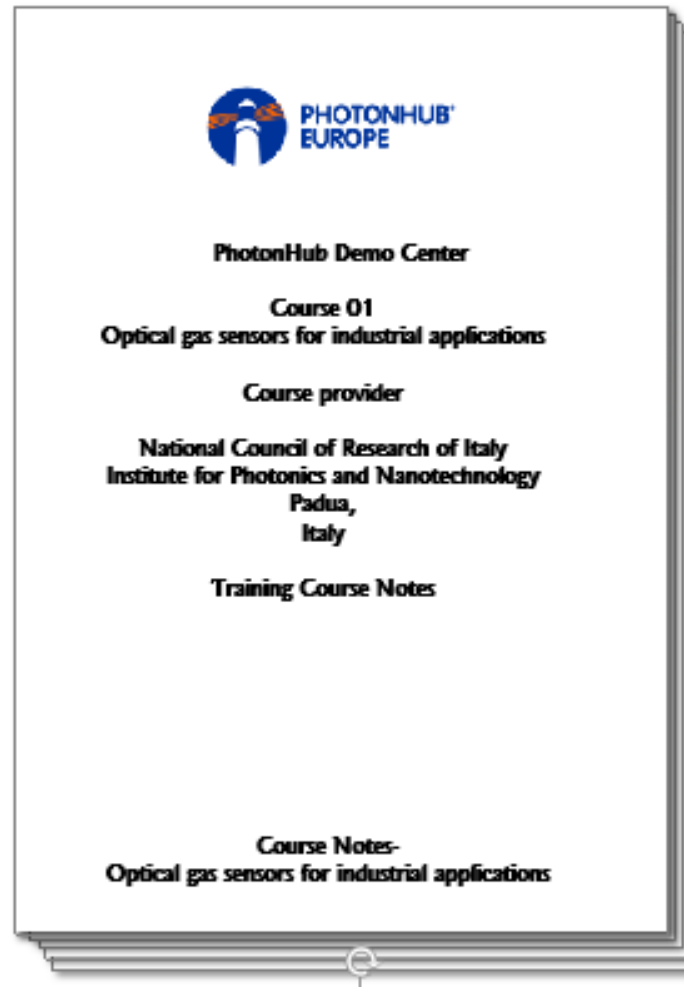 PHOTONHUB'
EUROPE
PhotonHub Demo Center
Course 01
Optical gas sensors for industrial applications
Course provider
National Council of Research of Italy
Institute for Photonics and Nanotechnology
Padua,
Italy
Training Course Notes
Course Notes-
Optical gas sensors for industrial applications